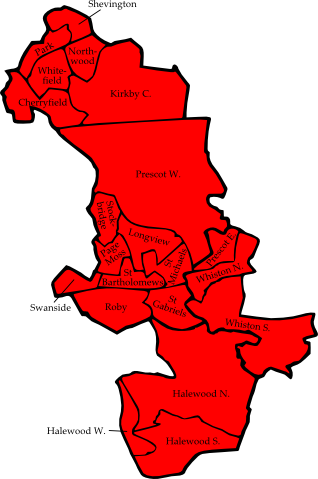 Shevington
Park
North-
wood
White-
field
Cherryfield
Kirkby C.
Prescot W.
Stock-
bridge
Longview
Page
Moss
St
Michaels
Prescot E.
Whiston N.
St
Bartholomews
Swanside
Roby
St
Gabriels
Whiston S.
Halewood N.
Halewood W.
Halewood S.